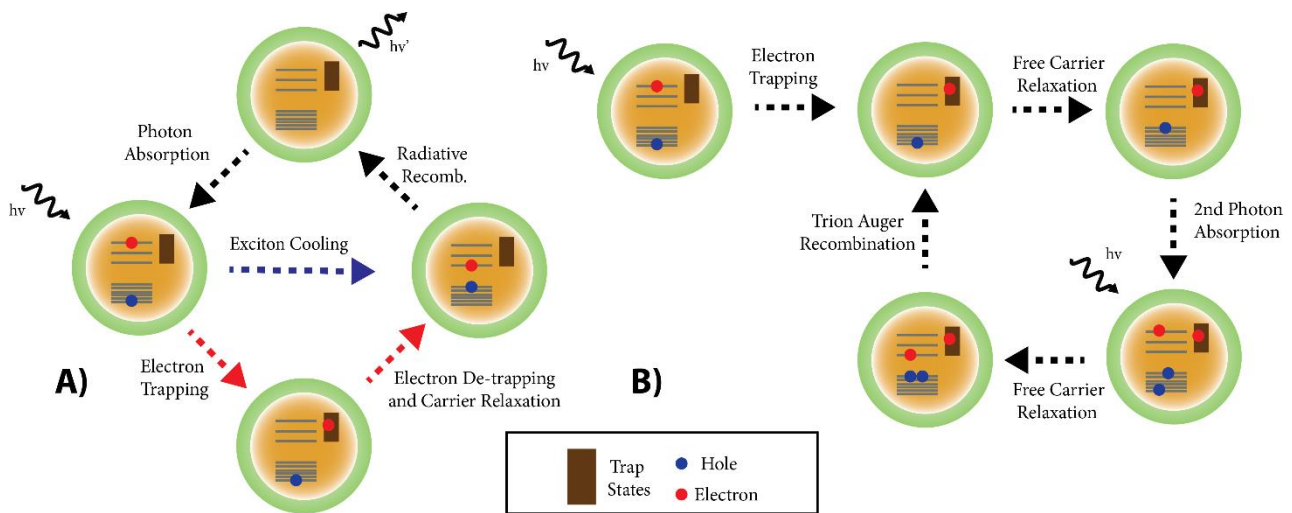 hν'
Photon
Absorption
Radiative
Recomb.
hν
Exciton Cooling
Electron
Trapping
Electron De-trapping
and Carrier Relaxation
A)
hν
Electron
Trapping
Free Carrier
Relaxation
Trion Auger
Recombination
2nd Photon
Absorption
hν
Free Carrier
Relaxation
B)
Trap
States
Hole
Electron